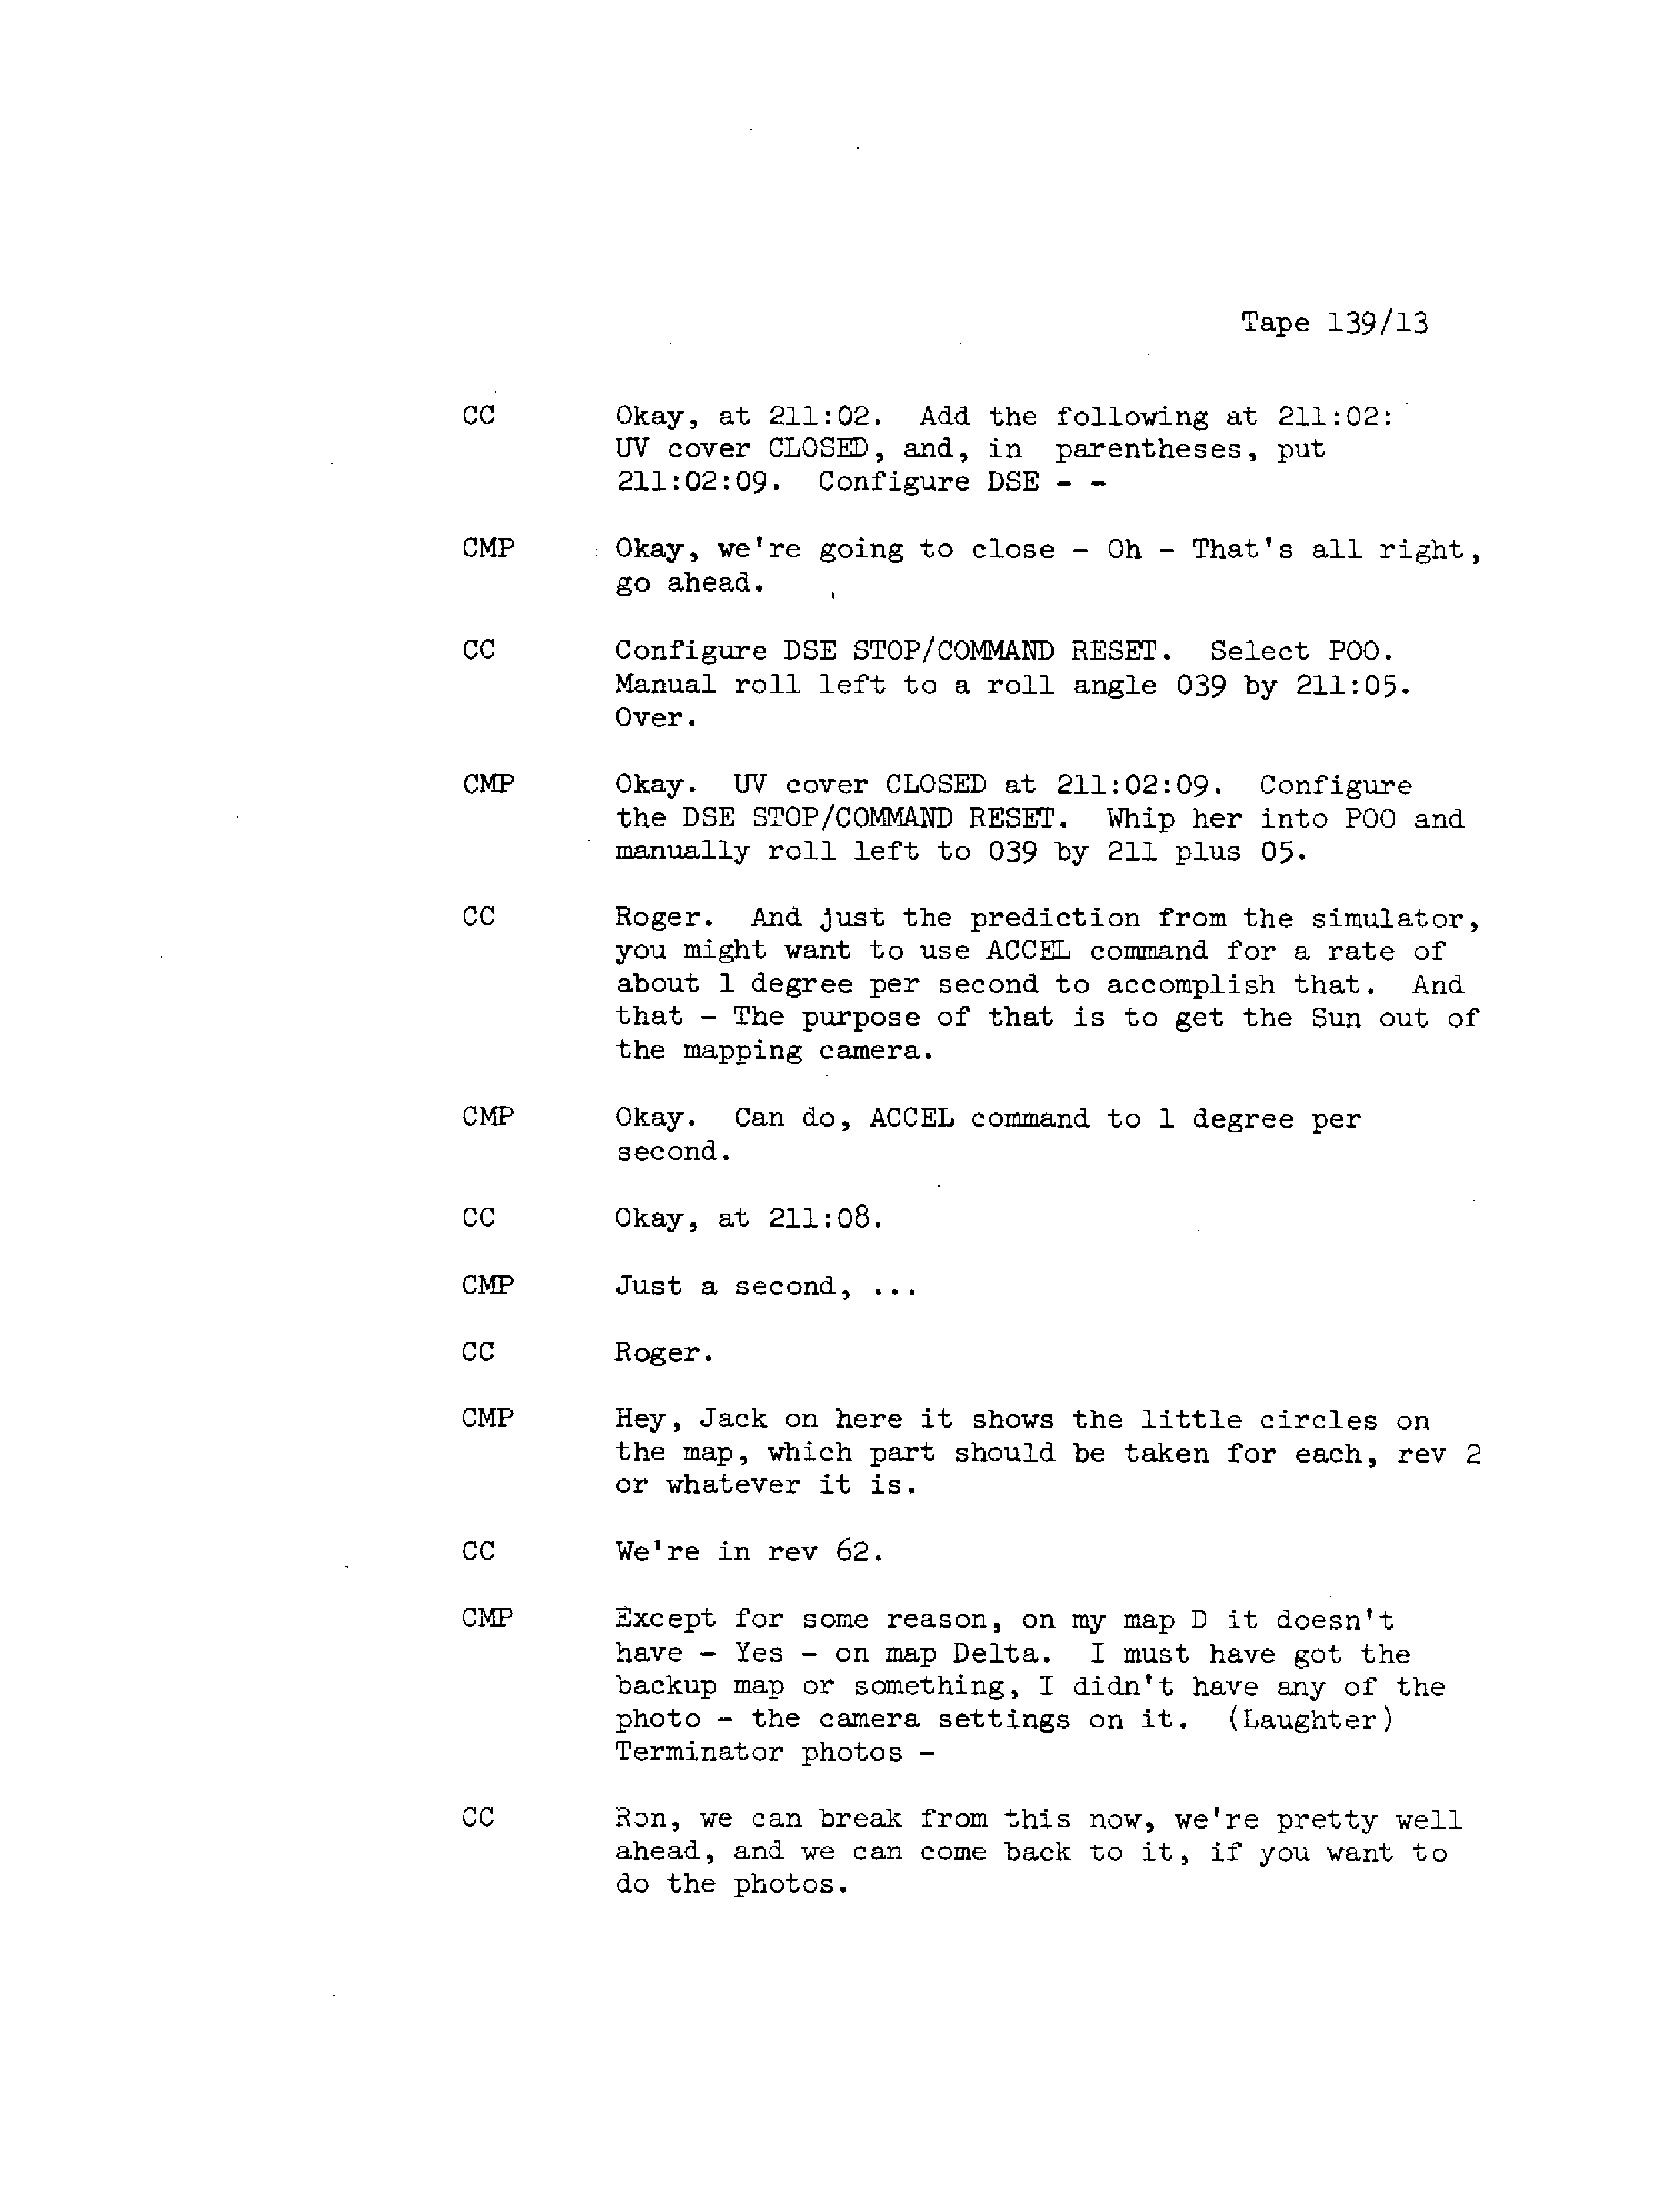 Tape 139/13
CC Okay, at 211:02. Add the following at 211:02:
UV cover CLOSED, and, in parentheses, put
211:02:09. Configure DSE - -
CMP Okay, we're going to close - Oh - That's all right,
go ahead.
CC Configure DSE STOP/COMMAND RESET. Select POO.
Manual roll left to a roll angle 039 by 211:05.
Over.
CMP Okay. UV cover CLOSED at 211:02:09. Configure
the DSE STOP/COMMAND RESET. Whip her into POO and
manually roll left to 039 by 211 plus 05.
CC Roger. And just the prediction from the simulator,
you might want to use ACCEL command for a rate of
about 1 degree per second to accomplish that. And
that - The purpose of that is to get the Sun out of
the mapping camera.
CMP Okay. Can do, ACCEL command to 1 degree per
second.
CC Okay, at 211:08.
CMP Just a second, ...
CC Roger.
CMP Hey, Jack on here it shows the little circles on
the map, which part should be taken for each, rev 2
or whatever it is.
CC We're in rev 62.
CMP Except for some reason, on my map D it doesn't
have - Yes - on map Delta. I must have got the
backup map or something, I didn't have any of the
photo - the camera settings on it. (Laughter)
Terminator photos -
CC Ron, we can break from this now, we're pretty well
ahead, and we can come back to it, if you want to
do the photos.